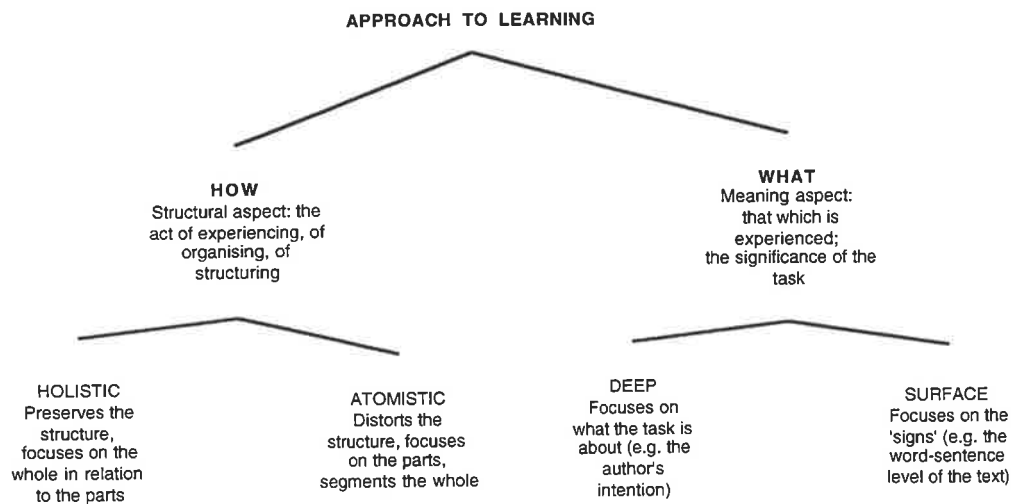 APPROACH TO LEARNING
HOW
Structural aspect: the
act of experiencing, of
organising, of
structuring
WHAT
Meaning aspect:
that which is
experienced;
the significance of the
task
HOLISTIC
Preserves the
structure,
focuses on the
whole in relation
to the parts
ATOMISTIC
Distorts the
structure, focuses
on the parts,
segments the whole
DEEP
Focuses on
what the task is
about (e.g. the
author's
intention)
SURFACE
Focuses on the
'signs' (e.g. the
word-sentence
level of the text)